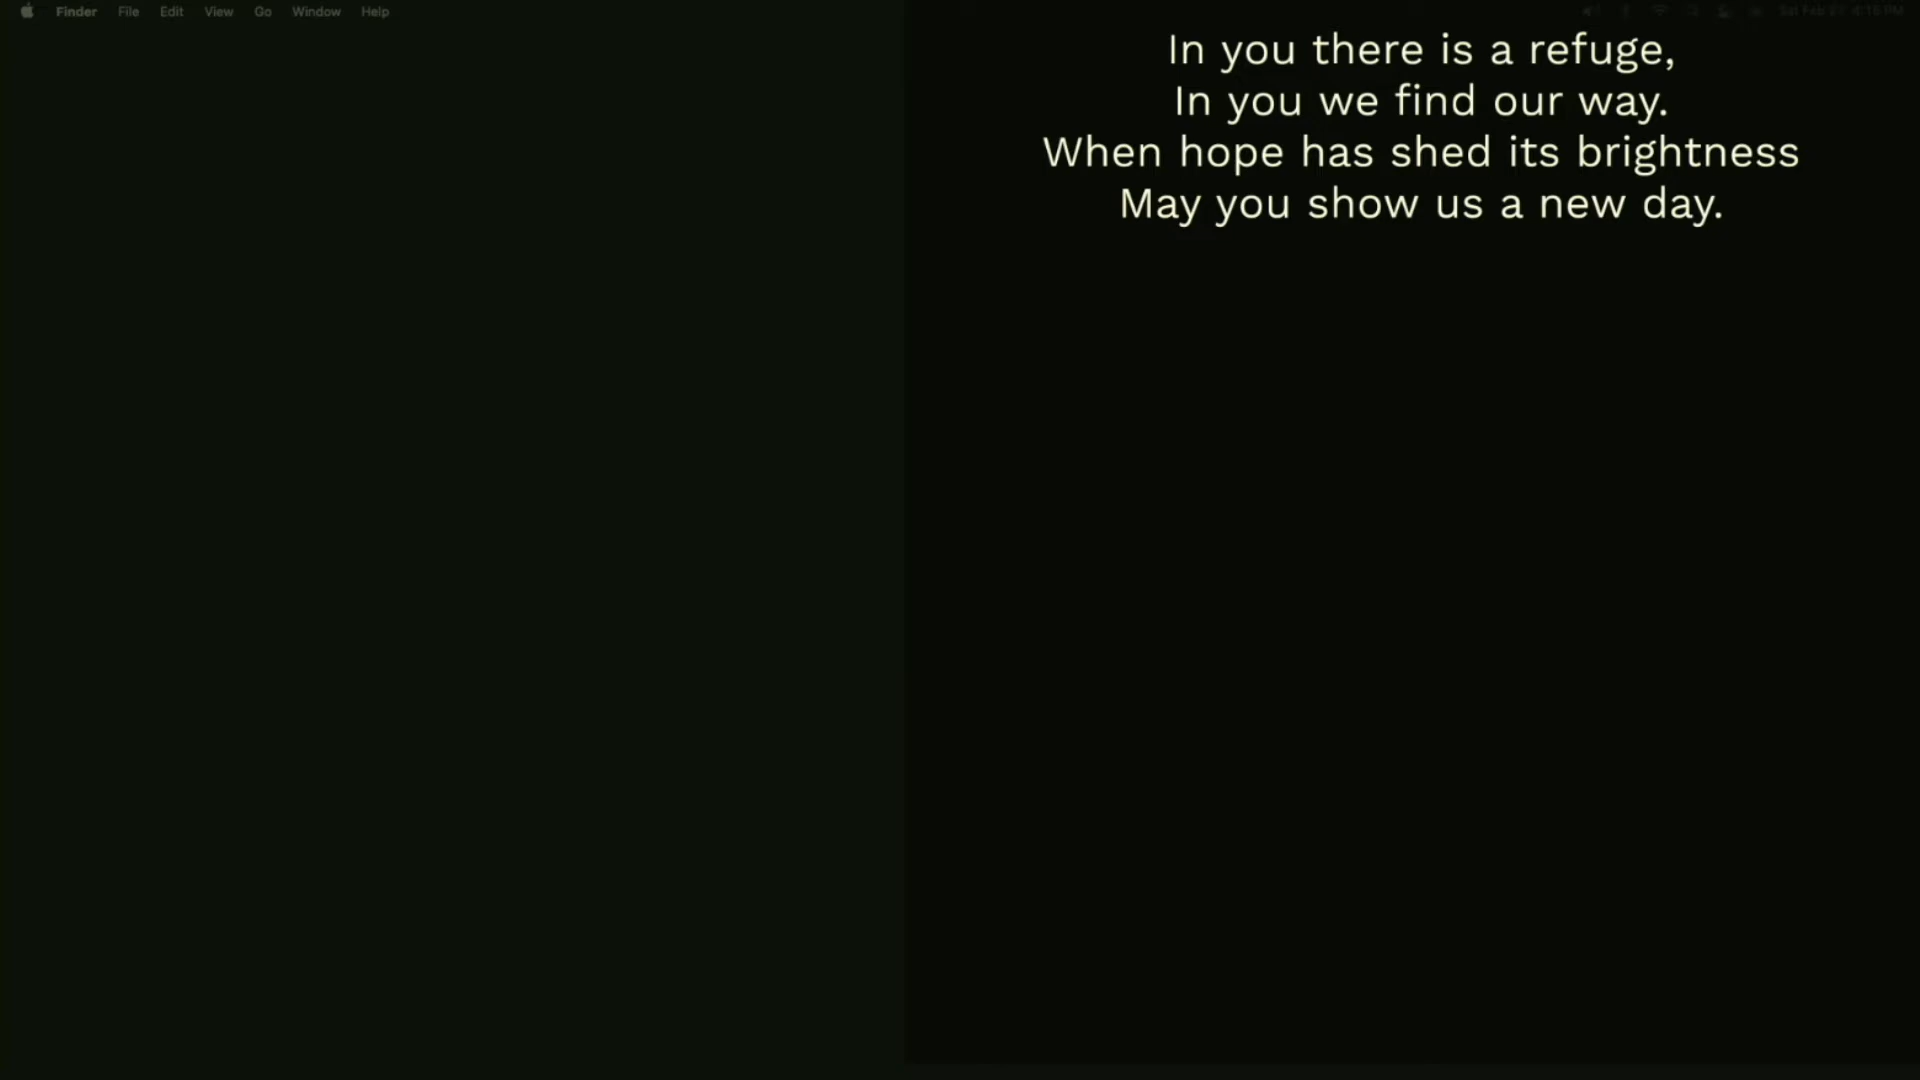 Finder File Edit View Go Window Help
In you there is a refuge,
In you we find our way.
When hope has shed its brightness
May you show us a new day.